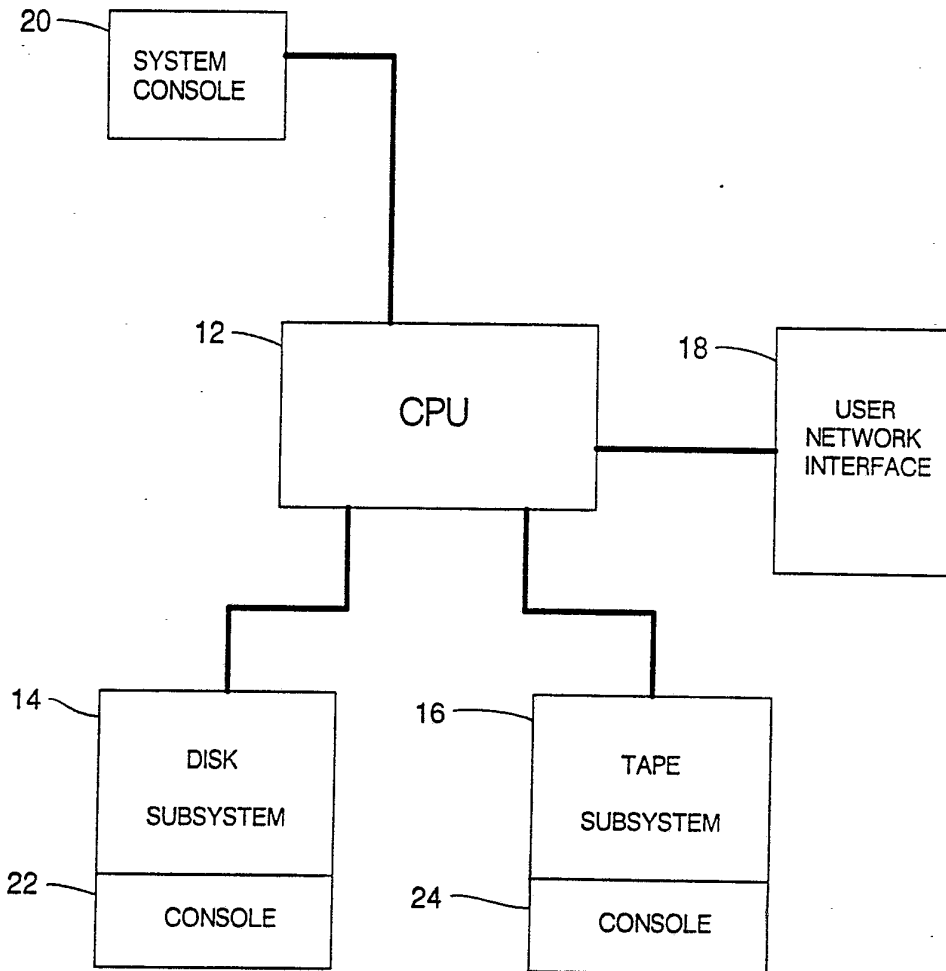 20
SYSTEM
CONSOLE
12
CPU
18
USER
NETWORK
INTERFACE
14
DISK
SUBSYSTEM
22
CONSOLE
16
TAPE
SUBSYSTEM
24
CONSOLE